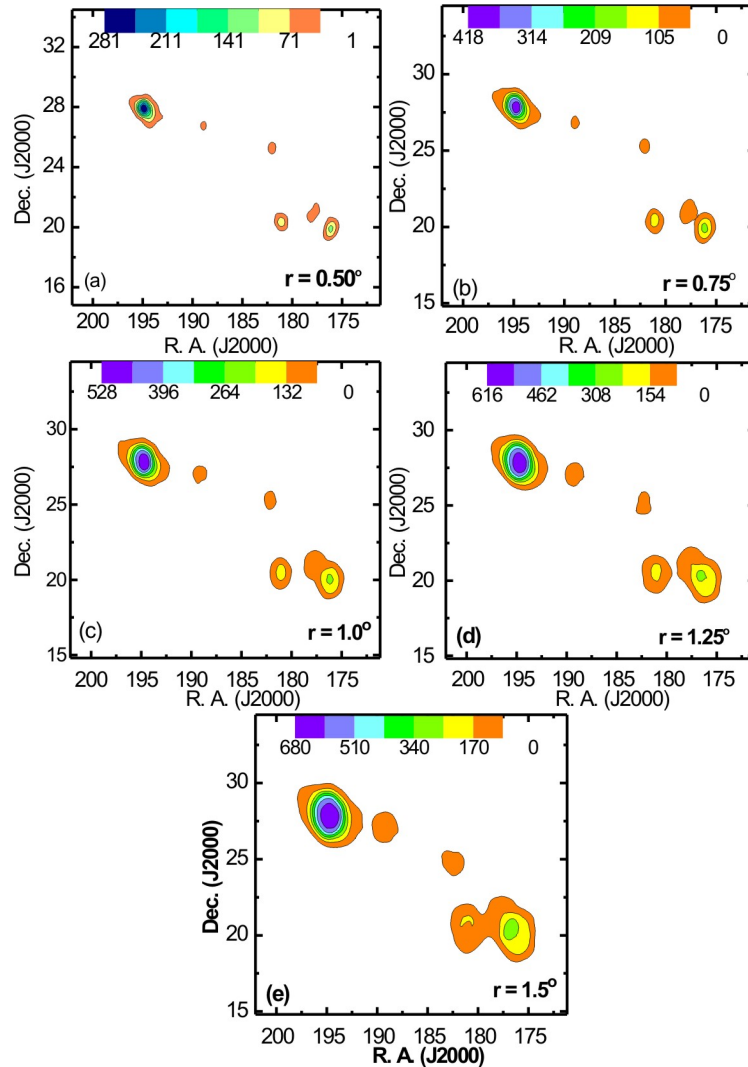 281 211 141 71 1
34
32
28
24
20
16
Dec. (J2000)
(a)
r = 0.50°
200 195 190 185 180 175
R. A. (J2000)
418 314 209 105 0
30
25
20
15
Dec. (J2000)
(b)
r = 0.75°
200 195 190 185 180 175
R. A. (J2000)
528 396 264 132 0
30
25
20
15
Dec. (J2000)
(c)
r = 1.0°
200 195 190 185 180 175
R. A. (J2000)
616 462 308 154 0
30
25
20
15
Dec. (J2000)
(d)
r = 1.25°
200 195 190 185 180 175
R. A. (J2000)
680 510 340 170 0
30
25
20
15
Dec. (J2000)
(e)
r = 1.5°
200 195 190 185 180 175
R. A. (J2000)